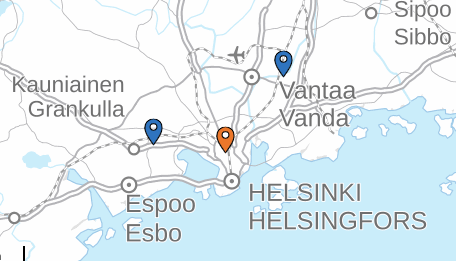 Sipoo
Sibbo
Kauniainen
Grankulla
Vantaa
Vanda
HELSINKI
HELSINGFORS
Espoo
Esbo